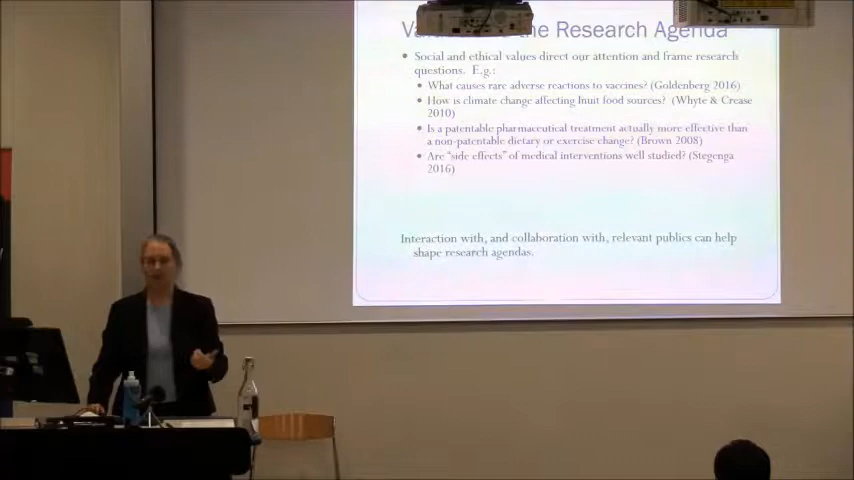 the Research Agenda
• Social and ethical values direct our attention and frame research
questions. E.g.:
• What causes rare adverse reactions to vaccines? (Goldenberg 2016)
• How is climate change affecting Inuit food sources? (Whyte & Crease
2010)
• Is a patentable pharmaceutical treatment actually more effective than
a non-patentable dietary or exercise change? (Brown 2008)
• Are "side effects" of medical interventions well studied? (Stegenga
2016)
Interaction with, and collaboration with, relevant publics can help
shape research agendas.